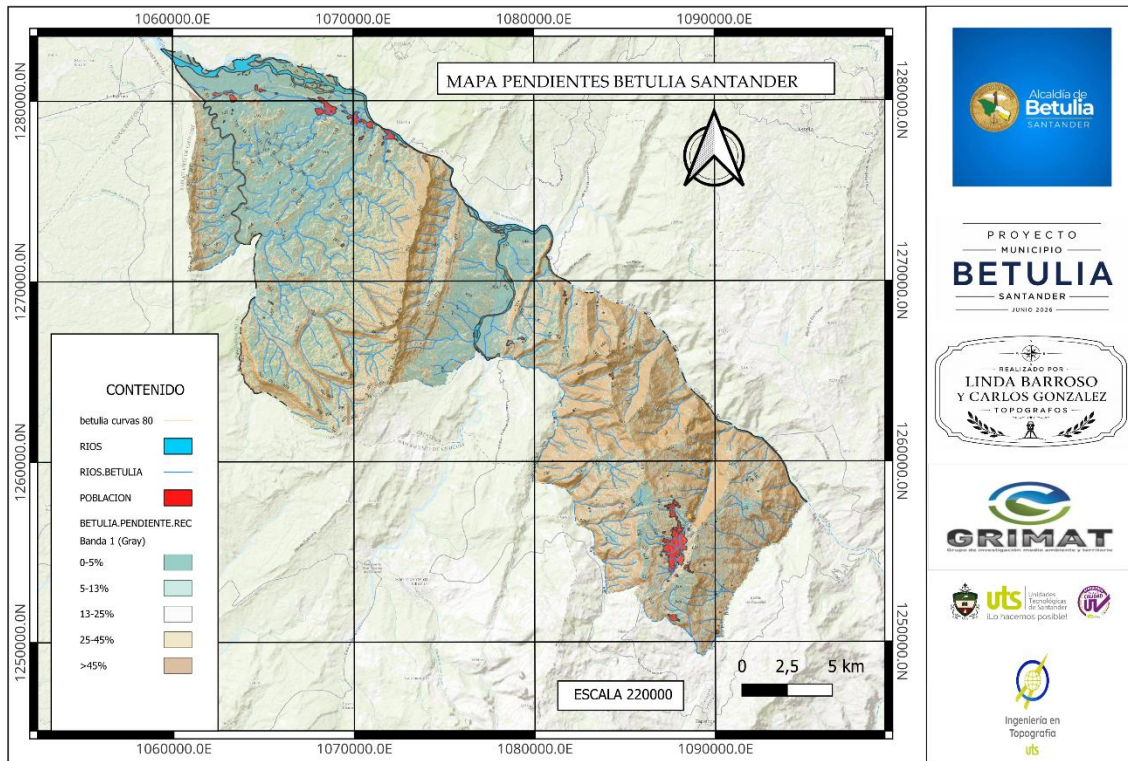 1060000.0E
1070000.0E
1080000.0E
1090000.0E
MAPA PENDIENTES BETULIA SANTANDER
1280000.0N
1270000.0N
1260000.0N
1250000.0N
1280000.0N
1270000.0N
1260000.0N
1250000.0N
CONTENIDO
betulia curvas 80
RIOS
RIOS.BETULIA
POBLACION
BETULIA.PENDIENTE.REC
Banda 1 (Gray)
0-5%
5-13%
13-25%
25-45%
>45%
ESCALA 220000
0 2,5 5 km
1060000.0E
1070000.0E
1080000.0E
1090000.0E
Alcaldía de
Betulia
SANTANDER
PROYECTO
MUNICIPIO
BETULIA
SANTANDER
JUNIO 2026
REALIZADO POR
LINDA BARROSO
Y CARLOS GONZALEZ
TOPOGRAFOS
GRIMAT
Grupo de investigación medio ambiente y territorio
uts
Unidades
Tecnológicas
de Santander
¡Lo hacemos posible!
Ingeniería en
Topografía
uts